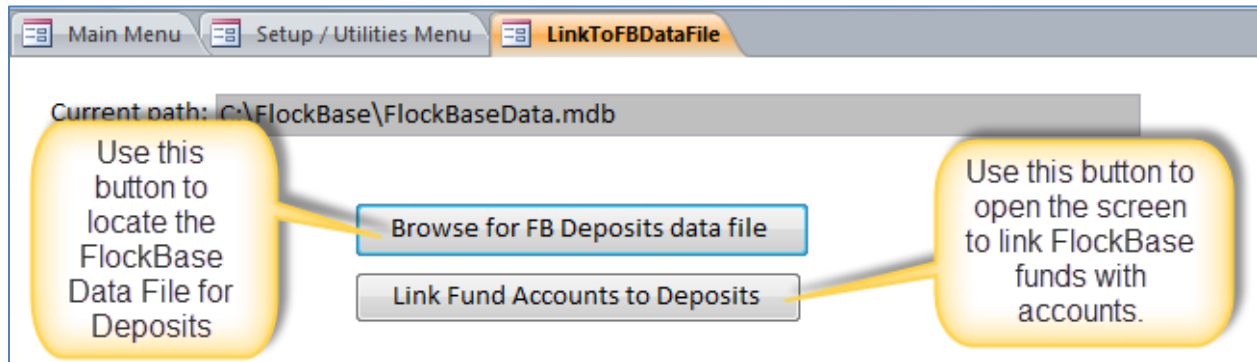 Main Menu
Setup / Utilities Menu
LinkToFBDataFile
Current path: C:\FlockBase\FlockBaseData.mdb
Use this
button to
locate the
FlockBase
Data File for
Deposits
Browse for FB Deposits data file
Link Fund Accounts to Deposits
Use this button to
open the screen
to link FlockBase
funds with
accounts.